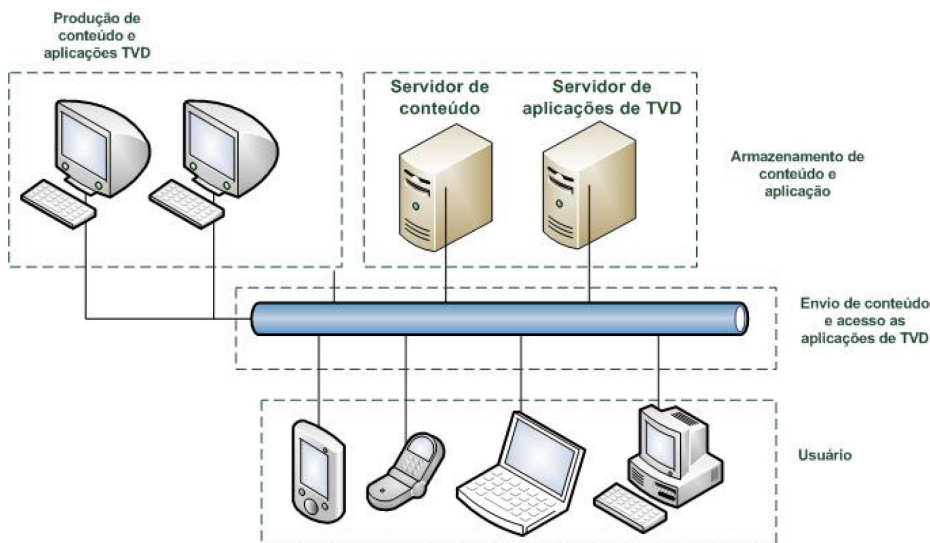 Produção de
conteúdo e
aplicações TVD
Servidor de
conteúdo
Servidor de
aplicações de TVD
Armazenamento de
conteúdo e
aplicação
Envio de conteúdo
e acesso as
aplicações de TVD
Usuário